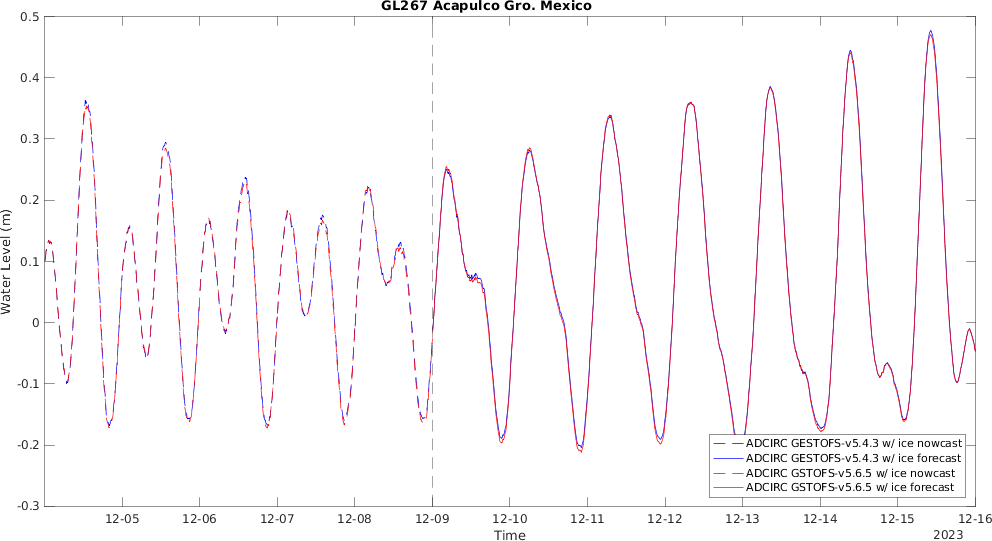 GL267 Acapulco Gro. Mexico
0.5
0.4
0.3
0.2
0.1
0
-0.1
-0.2
-0.3
Water Level (m)
ADCIRC GESTOFS-v5.4.3 w/ ice nowcast
ADCIRC GESTOFS-v5.4.3 w/ ice forecast
ADCIRC GSTOFS-v5.6.5 w/ ice nowcast
ADCIRC GSTOFS-v5.6.5 w/ ice forecast
12-05 12-06 12-07 12-08 12-09 12-10 12-11 12-12 12-13 12-14 12-15 12-16
Time
2023